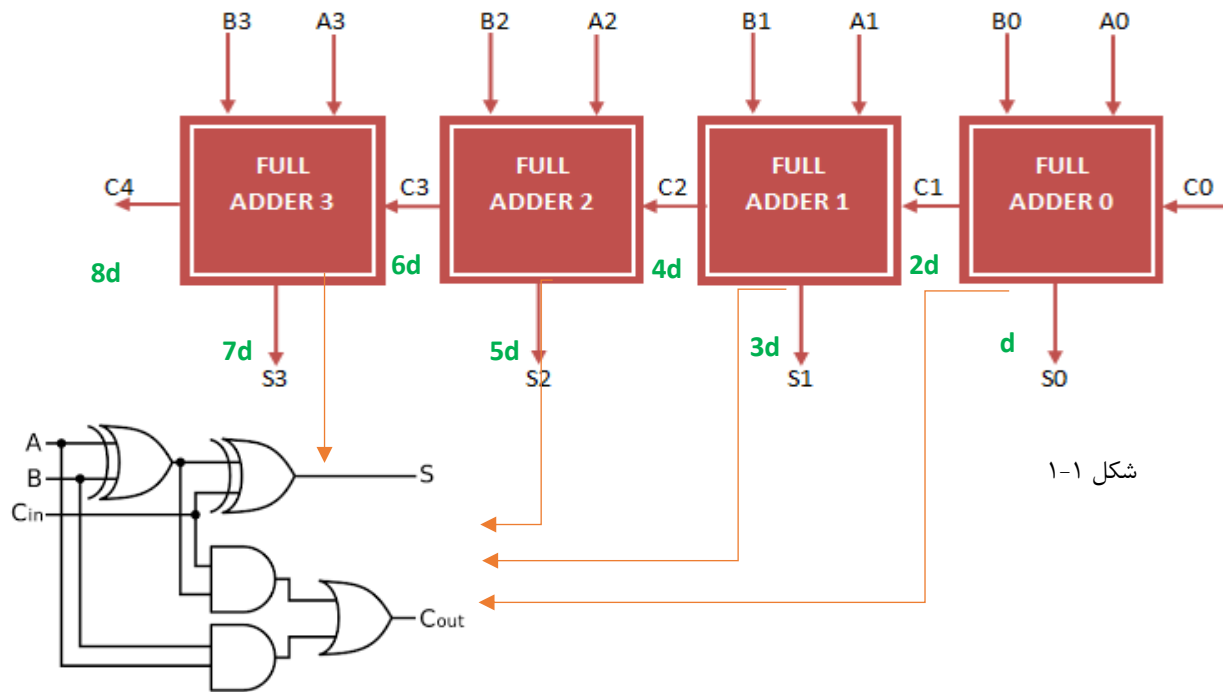 B3 A3 B2 A2 B1 A1 B0 A0
FULL ADDER 3
FULL ADDER 2
FULL ADDER 1
FULL ADDER 0
C4 C3 C2 C1 C0
8d 6d 4d 2d
7d 5d 3d d
S3 S2 S1 S0
A
B
Cin
S
Cout
شکل ۱-۱